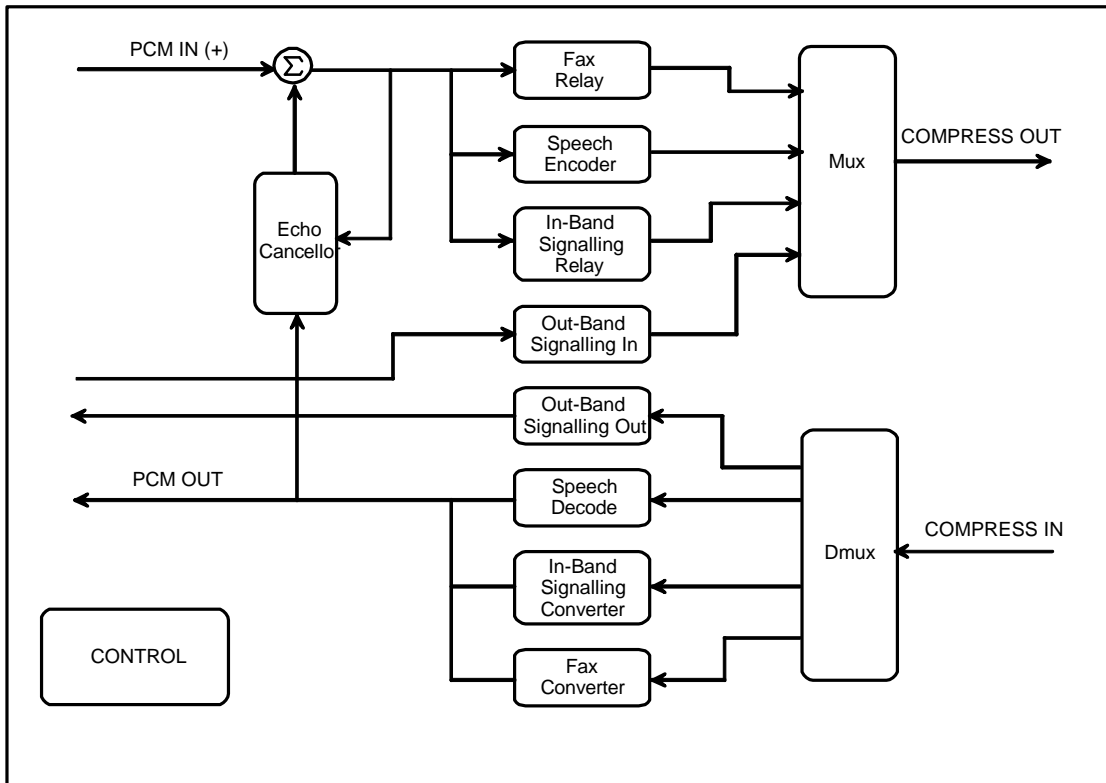 PCM IN (+)
Σ
Fax
Relay
Speech
Encoder
In-Band
Signalling
Relay
Out-Band
Signalling In
Mux
COMPRESS OUT
Echo
Cancellor
Out-Band
Signalling Out
PCM OUT
Speech
Decode
In-Band
Signalling
Converter
Fax
Converter
Dmux
COMPRESS IN
CONTROL